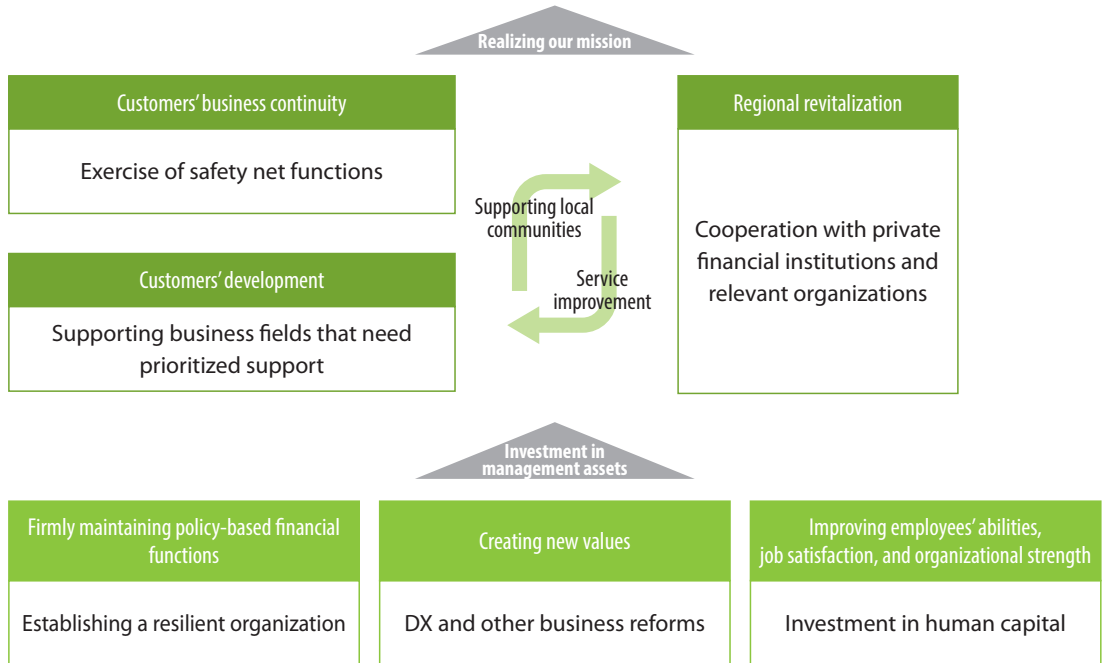 Realizing our mission
Customers' business continuity
Exercise of safety net functions
Customers' development
Supporting business fields that need
prioritized support
Supporting local
communities
Service
improvement
Regional revitalization
Cooperation with private
financial institutions and
relevant organizations
Investment in
management assets
Firmly maintaining policy-based financial
functions
Establishing a resilient organization
Creating new values
DX and other business reforms
Improving employees' abilities,
job satisfaction, and organizational strength
Investment in human capital